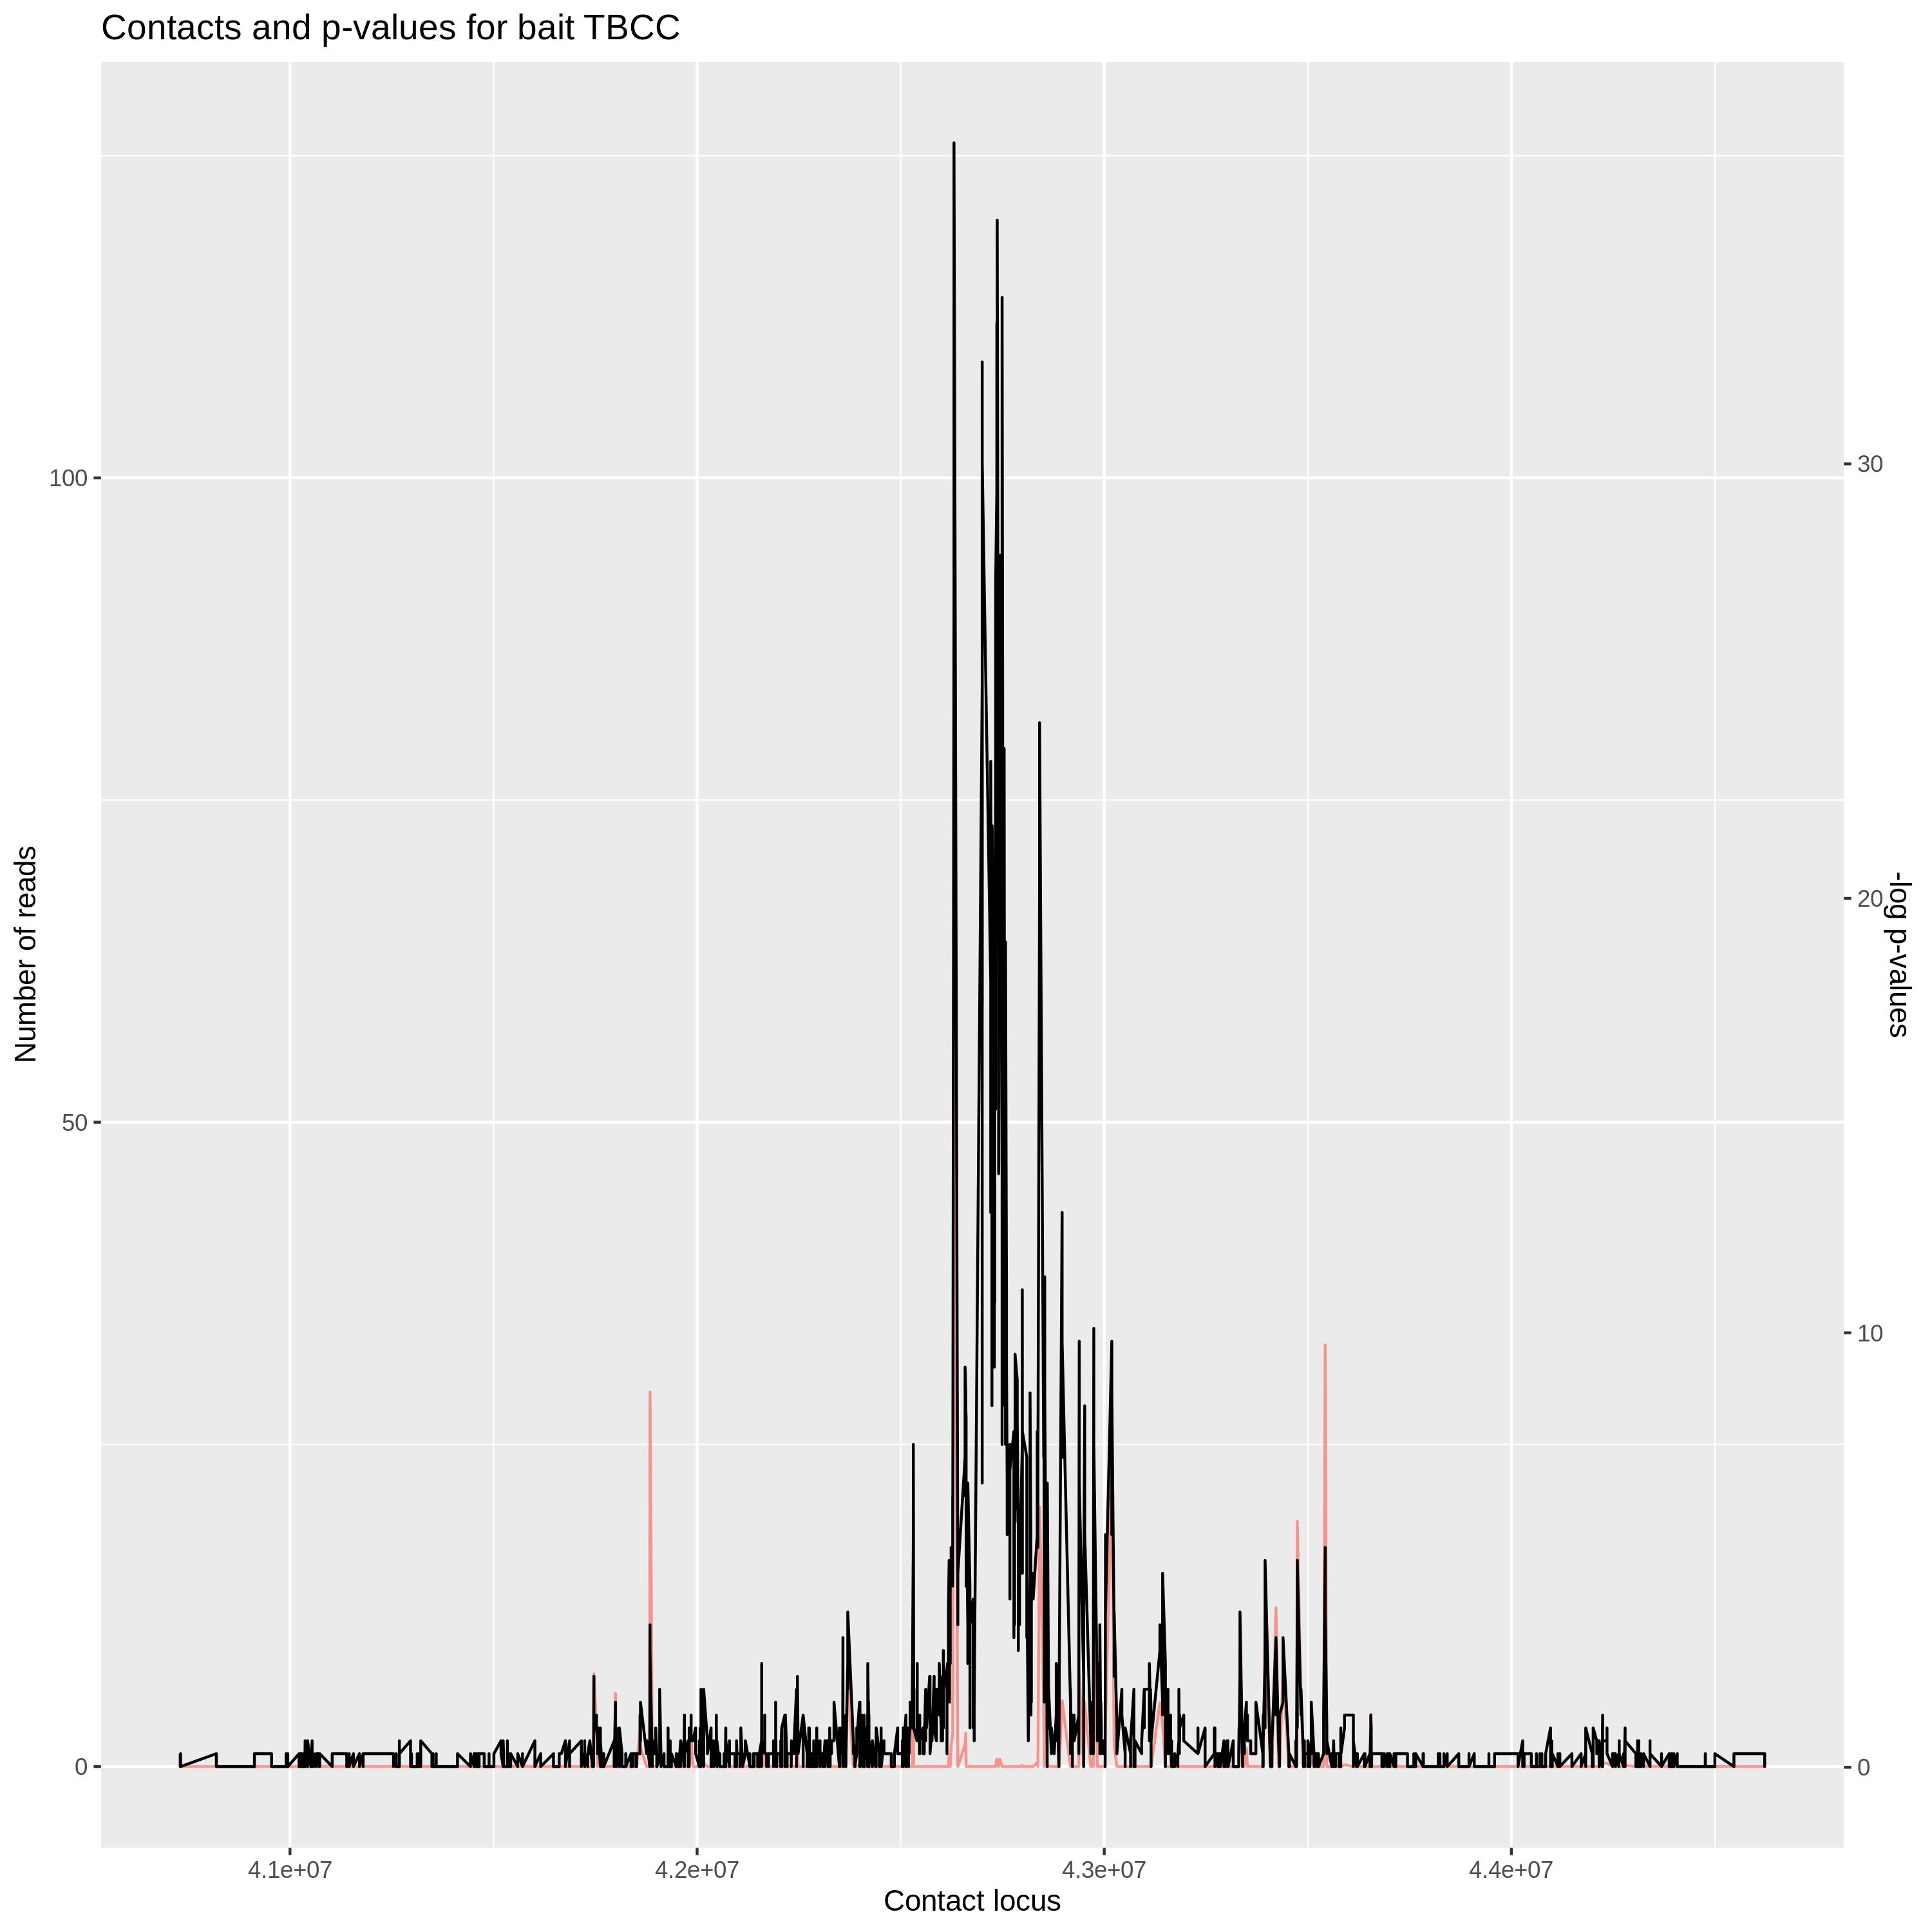 Contacts and p-values for bait TBCC
100
50
0
Number of reads
30
20
10
0
-log p-values
4.1e+07
4.2e+07
4.3e+07
4.4e+07
Contact locus